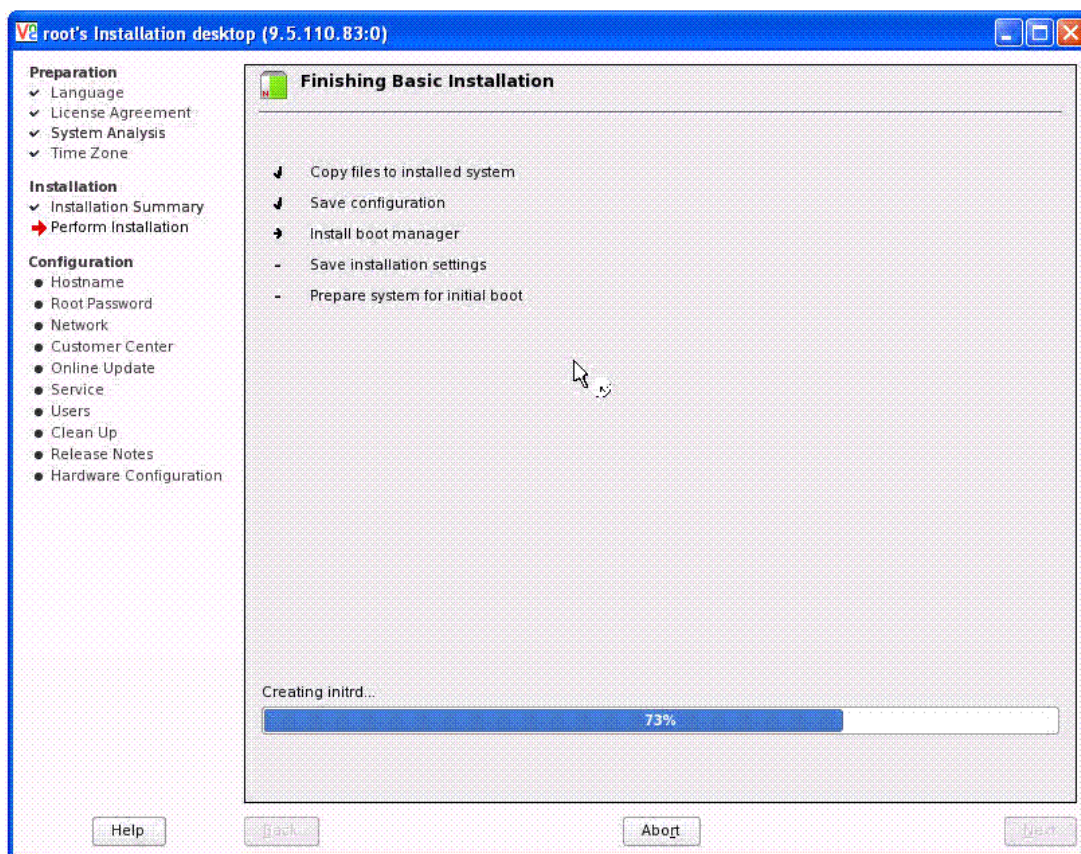 root's Installation desktop (9.5.110.83:0)
Preparation
Language
License Agreement
System Analysis
Time Zone
Installation
Installation Summary
Perform Installation
Configuration
Hostname
Root Password
Network
Customer Center
Online Update
Service
Users
Clean Up
Release Notes
Hardware Configuration
Finishing Basic Installation
Copy files to installed system
Save configuration
Install boot manager
Save installation settings
Prepare system for initial boot
Creating initrd...
73%
Help
Back
Abort
Next